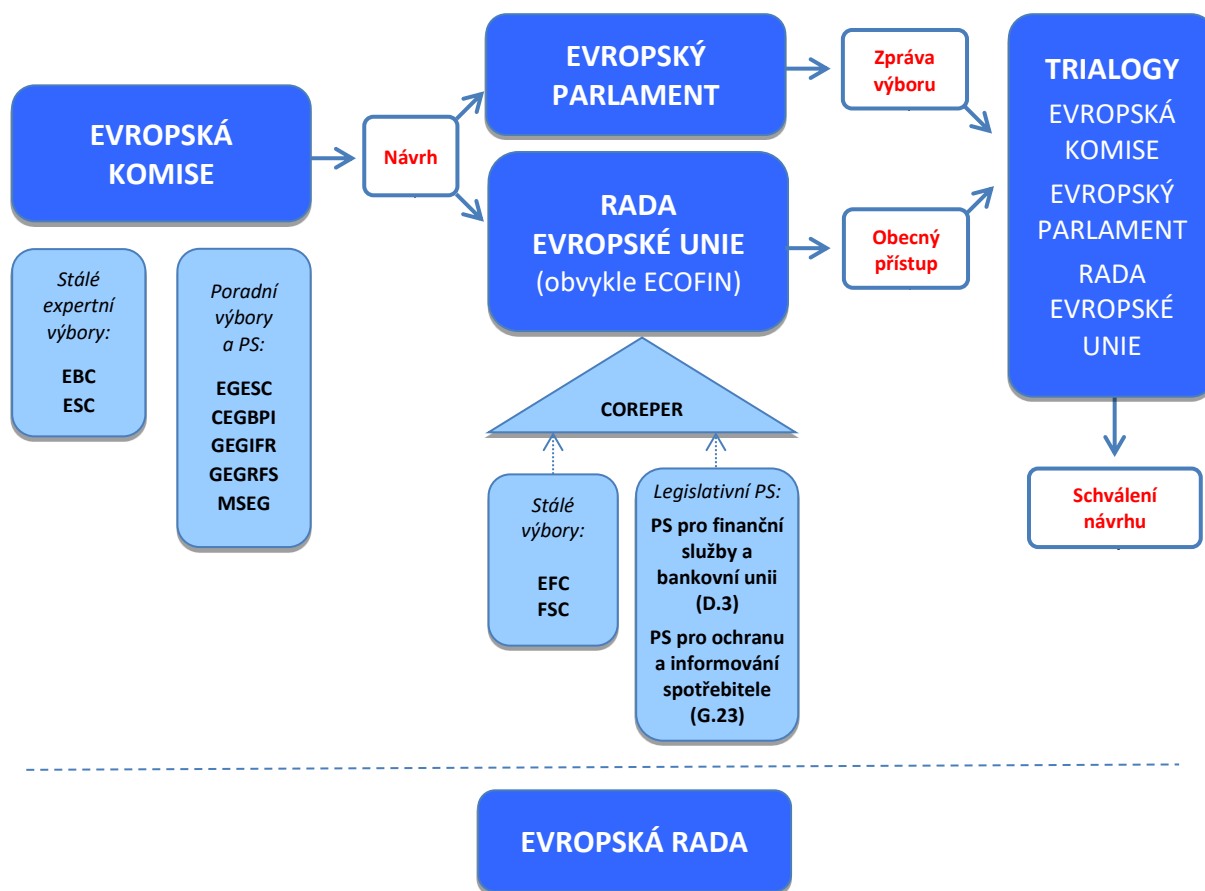 EVROPSKÁ
KOMISE
Stálé
expertní
výbory:
EBC
ESC
Poradní
výbory
a PS:
EGESC
CEGBPI
GEGIFR
GEGRFS
MSEG
Návrh
EVROPSKÝ
PARLAMENT
RADA
EVROPSKÉ UNIE
(obvykle ECOFIN)
COREPER
Stálé
výbory:
EFC
FSC
Legislativní PS:
PS pro finanční
služby a
bankovní unii
(D.3)
PS pro ochranu
a informování
spotřebitele
(G.23)
Zpráva
výboru
Obecný
přístup
TRIALOGY
EVROPSKÁ
KOMISE
EVROPSKÝ
PARLAMENT
RADA
EVROPSKÉ
UNIE
Schválení
návrhu
EVROPSKÁ RADA